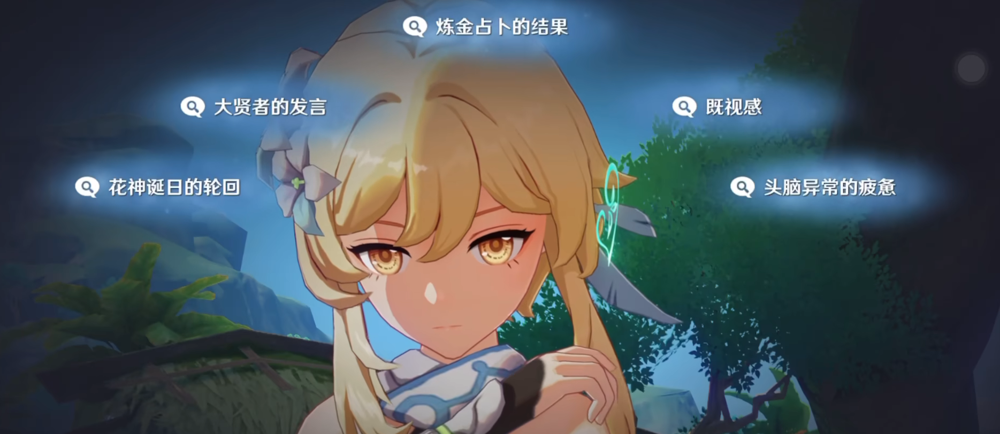 炼金占卜的结果
大贤者的发言
既视感
花神诞日的轮回
头脑异常的疲惫